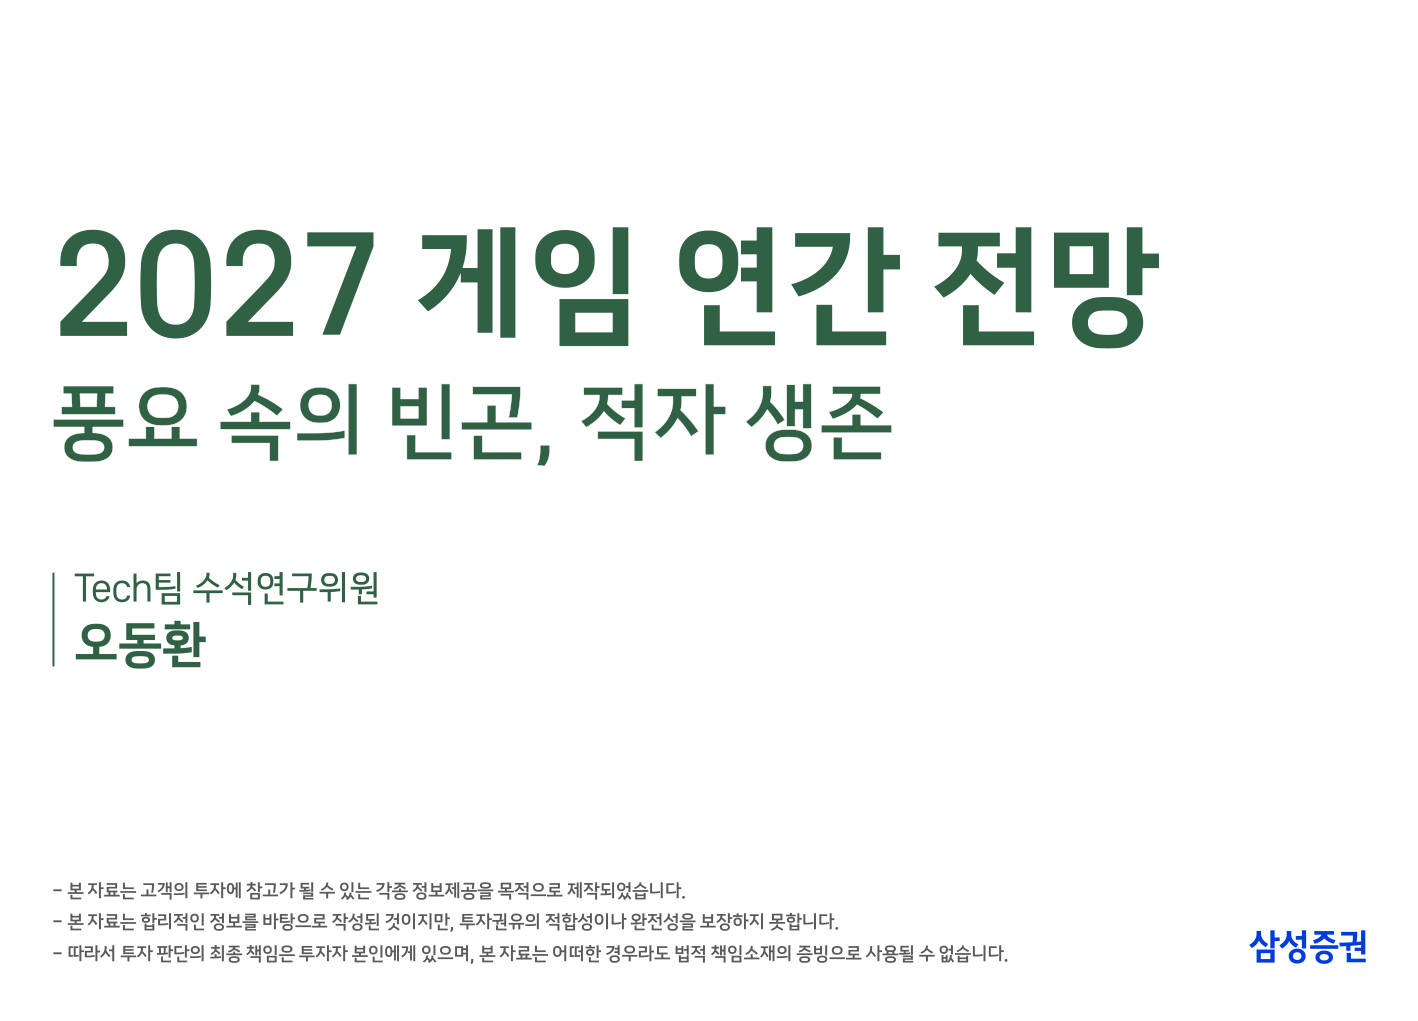 2027 게임 연간 전망
풍요 속의 빈곤, 적자 생존
Tech팀 수석연구위원
오동환
- 본 자료는 고객의 투자에 참고가 될 수 있는 각종 정보제공을 목적으로 제작되었습니다.
- 본 자료는 합리적인 정보를 바탕으로 작성된 것이지만, 투자권유의 적합성이나 완전성을 보장하지 못합니다.
- 따라서 투자 판단의 최종 책임은 투자자 본인에게 있으며, 본 자료는 어떠한 경우라도 법적 책임소재의 증빙으로 사용될 수 없습니다.
삼성증권